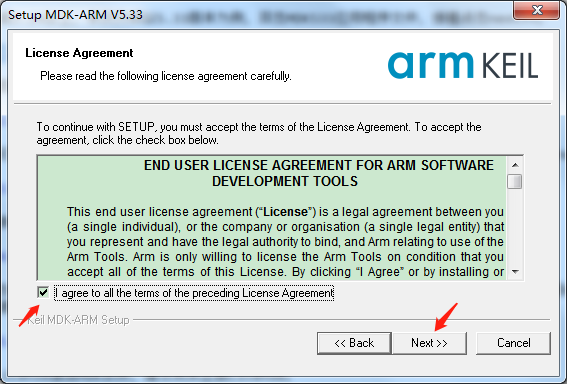 Setup MDK-ARM V5.33
License Agreement
Please read the following license agreement carefully.
arm KEIL
To continue with SETUP, you must accept the terms of the License Agreement. To accept the
agreement, click the check box below.
END USER LICENSE AGREEMENT FOR ARM SOFTWARE
DEVELOPMENT TOOLS
This end user license agreement (“License”) is a legal agreement between you
(a single individual), or the company or organisation (a single legal entity) that
you represent and have the legal authority to bind, and Arm relating to use of the
Arm Tools. Arm is only willing to license the Arm Tools on condition that you
accept all of the terms of this License. By clicking “I Agree” or by installing or
I agree to all the terms of the preceding License Agreement
Keil MDK-ARM Setup
<< Back
Next >>
Cancel